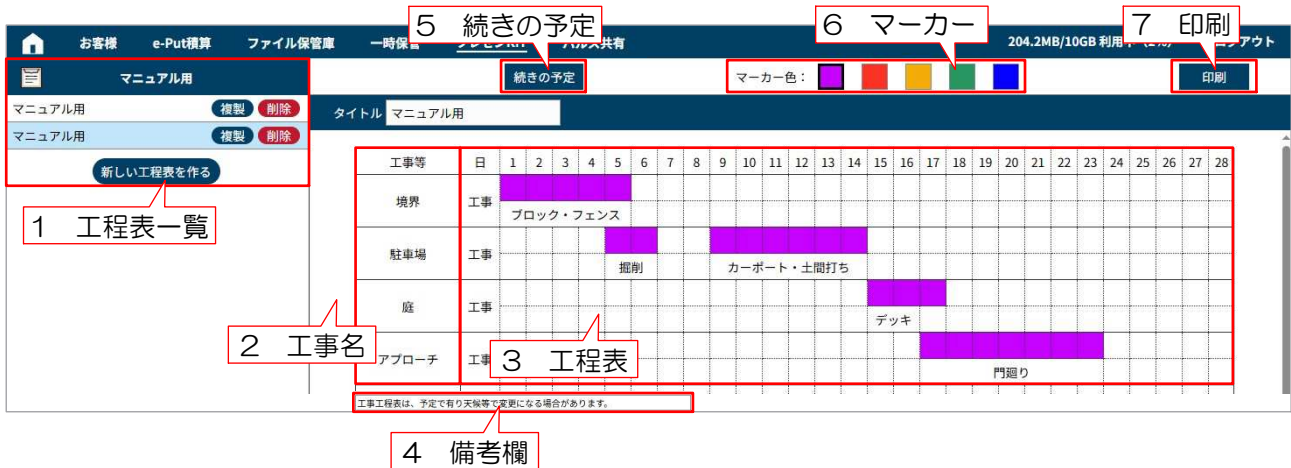 ５　続きの予定
６　マーカー
７　印刷
お客様
e-Put積算
ファイル保管庫
一時保管
204.2MB/10GB 利用中（2%）
マニュアル用
続きの予定
マーカー色：
印刷
マニュアル用 複製 削除
タイトル マニュアル用
マニュアル用 複製 削除
新しい工程表を作る
工事等 日 1 2 3 4 5 6 7 8 9 10 11 12 13 14 15 16 17 18 19 20 21 22 23 24 25 26 27 28
１　工程表一覧
境界 工事
ブロック・フェンス
駐車場 工事
掘削 カーポート・土間打ち
庭 工事
デッキ
２　工事名
アプローチ 工事
３　工程表
門廻り
工事工程表は、予定で有り天候等で変更になる場合があります。
４　備考欄